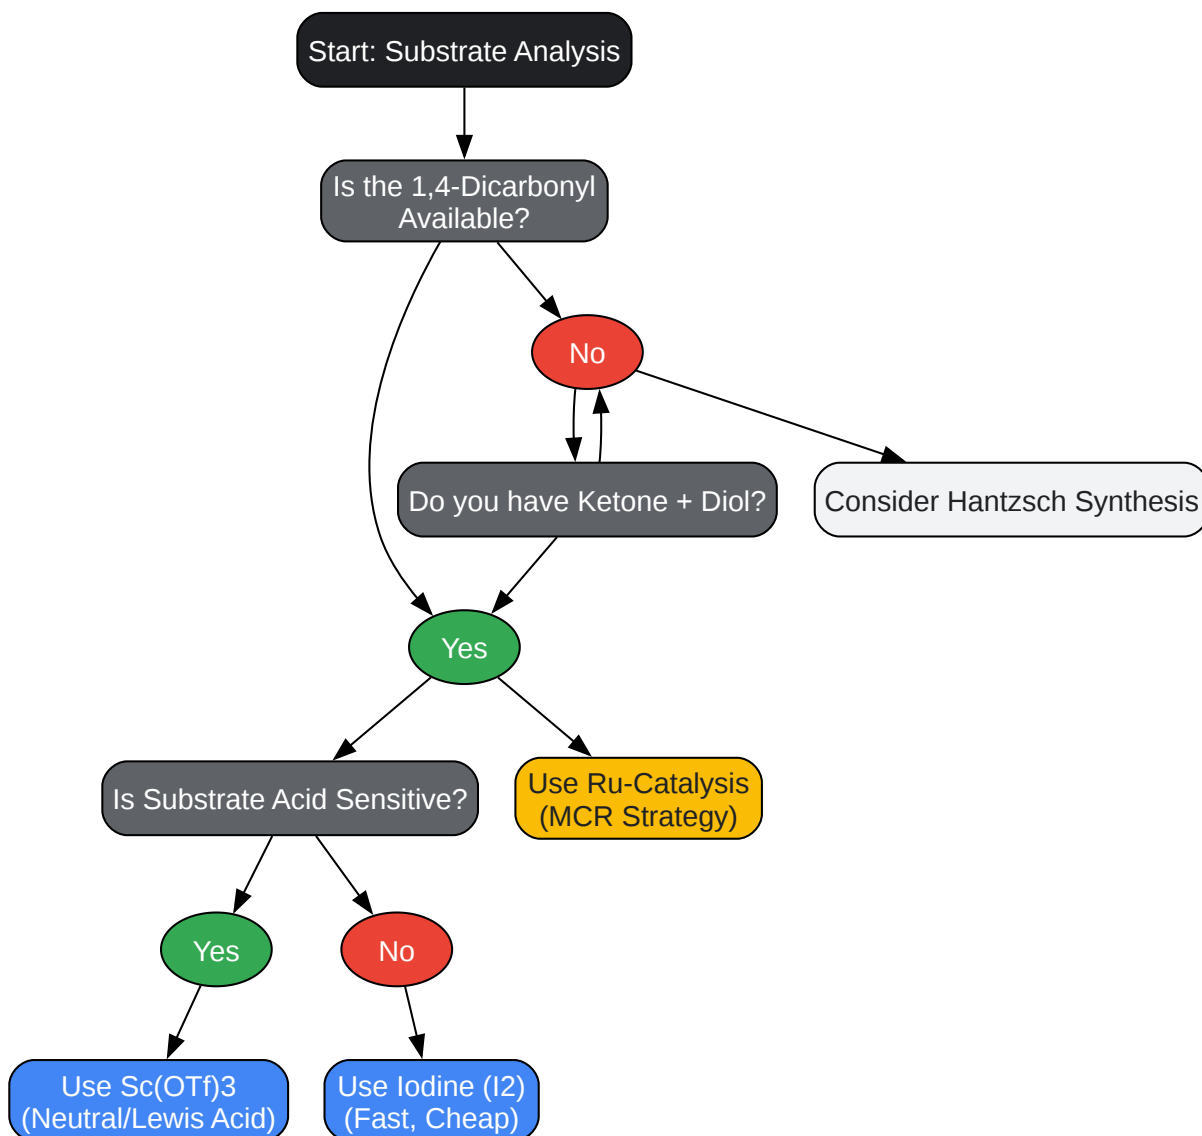 Start: Substrate Analysis
Is the 1,4-Dicarbonyl
Available?
No
Do you have Ketone + Diol?
Consider Hantzsch Synthesis
Yes
Is Substrate Acid Sensitive?
Use Ru-Catalysis
(MCR Strategy)
Yes
No
Use Sc(OTf)3
(Neutral/Lewis Acid)
Use Iodine (I2)
(Fast, Cheap)